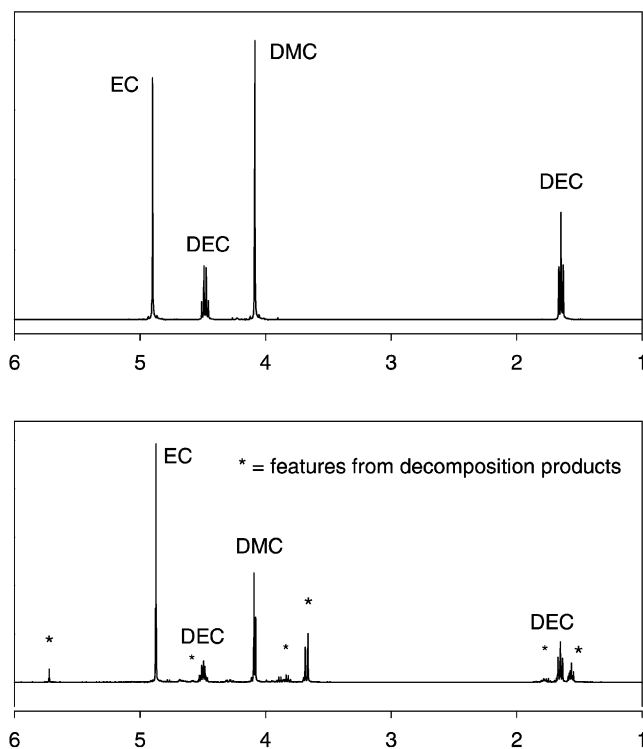 DMC
EC
DEC
DEC
6 5 4 3 2 1
EC
* = features from decomposition products
DMC
*
*
DEC
*
*
DEC
*
*
6 5 4 3 2 1